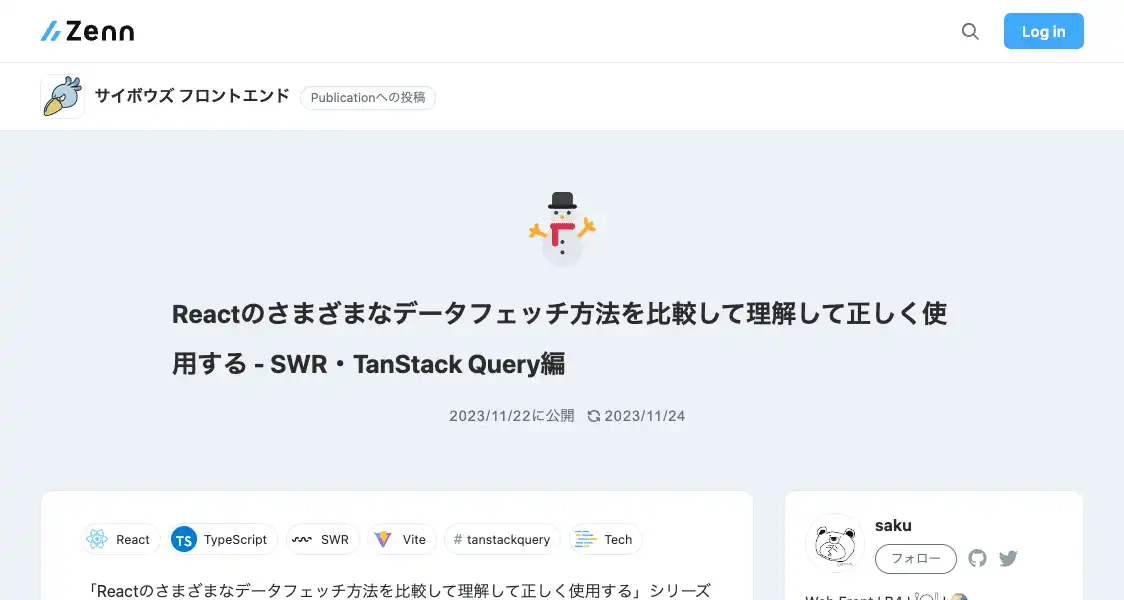 Zenn
Log in
サイボウズ フロントエンド
Publicationへの投稿
Reactのさまざまなデータフェッチ方法を比較して理解して正しく使
用する - SWR・TanStack Query編
2023/11/22に公開
2023/11/24
React
TS TypeScript
SWR
Vite
# tanstackquery
Tech
「Reactのさまざまなデータフェッチ方法を比較して理解して正しく使用する」シリーズ
saku
フォロー